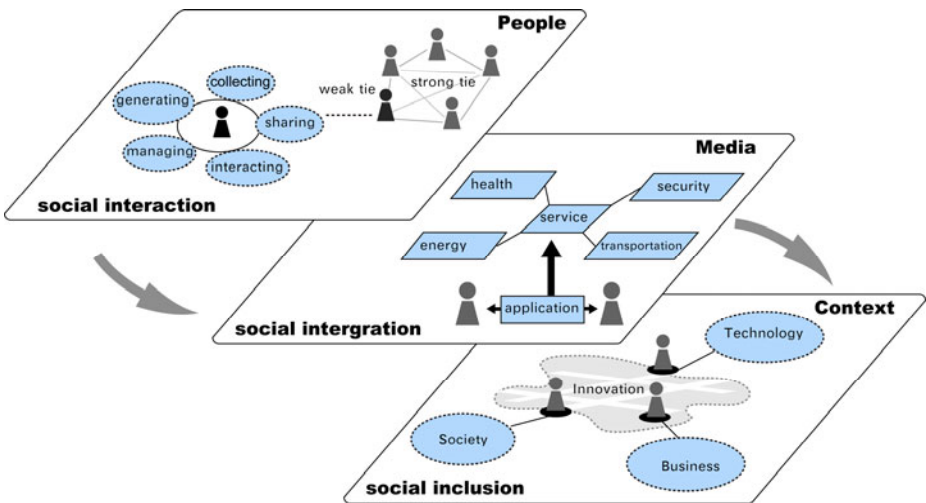 People
collecting
generating
weak tie
strong tie
sharing
managing
interacting
social interaction
Media
health
security
service
energy
transportation
application
social intergration
Context
Technology
Innovation
Society
Business
social inclusion